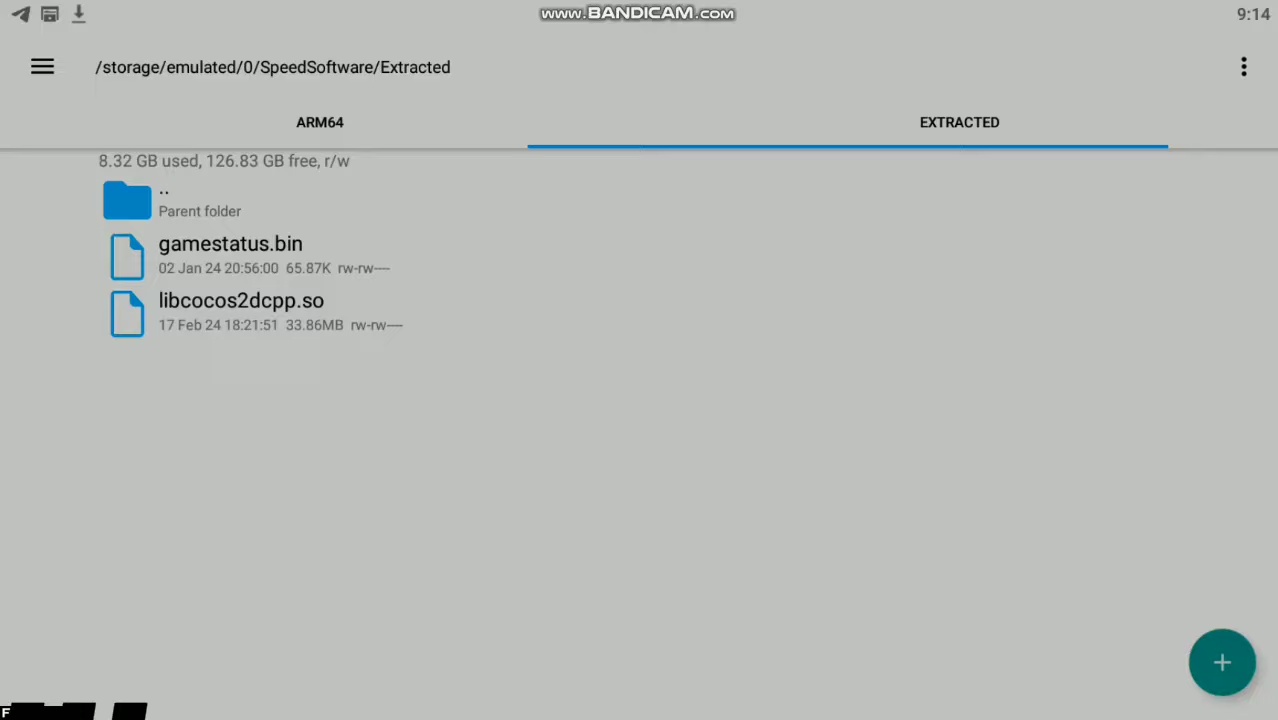 www.BANDICAM.com
9:14
/storage/emulated/0/SpeedSoftware/Extracted
ARM64
EXTRACTED
8.32 GB used, 126.83 GB free, r/w
..
Parent folder
gamestatus.bin
02 Jan 24 20:56:00 65.87K rw-rw----
libcocos2dcpp.so
17 Feb 24 18:21:51 33.86MB rw-rw----
F